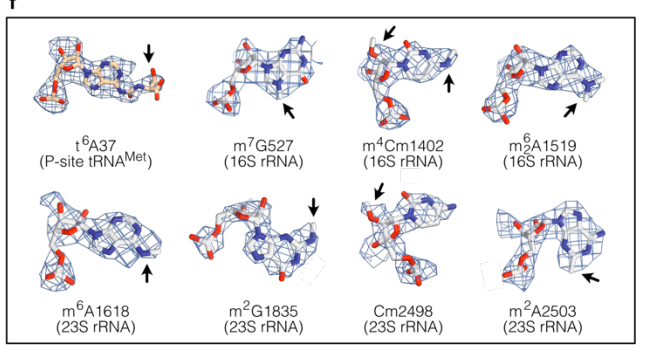 f
t⁶A37
(P-site tRNAᴹᵉᵗ)
m⁷G527
(16S rRNA)
m⁴Cm1402
(16S rRNA)
m⁶₂A1519
(16S rRNA)
m⁶A1618
(23S rRNA)
m²G1835
(23S rRNA)
Cm2498
(23S rRNA)
m²A2503
(23S rRNA)